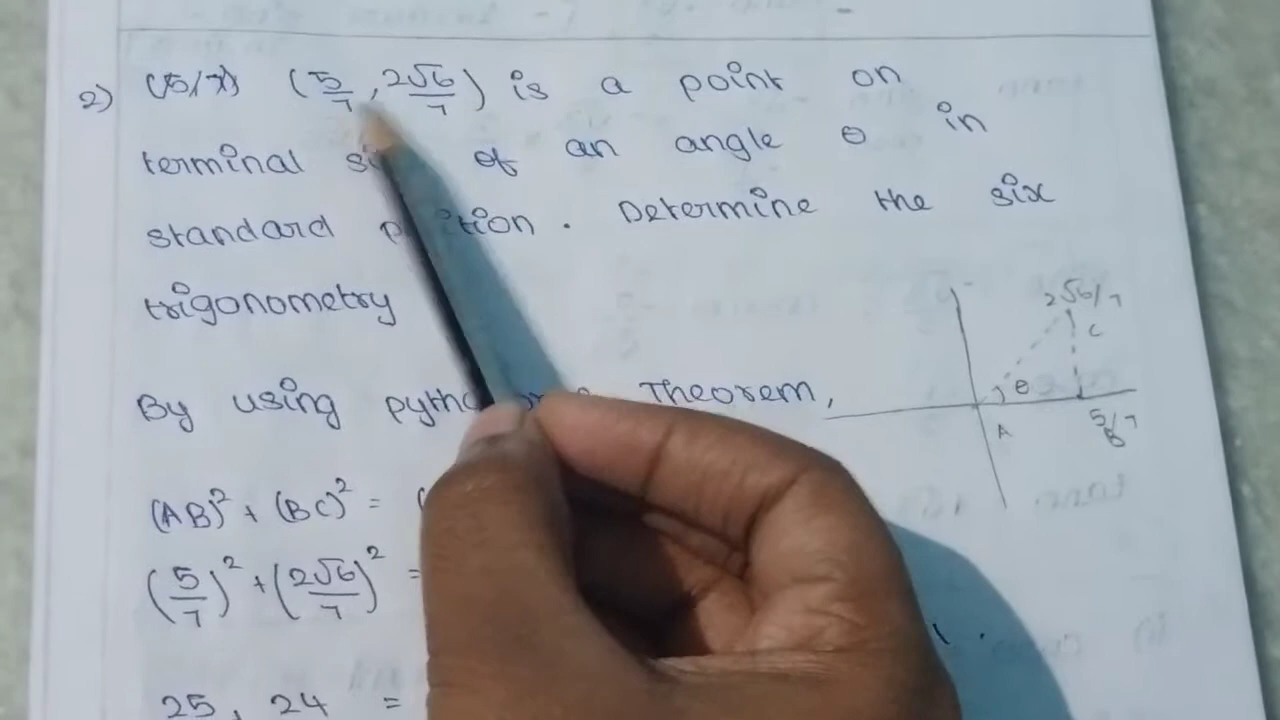 2) (5/7) (5/7, 2√6/7) is a point on
terminal of an angle θ in
standard . Determine the six
trigonometry
By using Theorem,
(AB)² + (BC)² =
(5/7)² + (2√6/7)² =
25, 24 =
2√6/7
C
θ
A
5/7
B